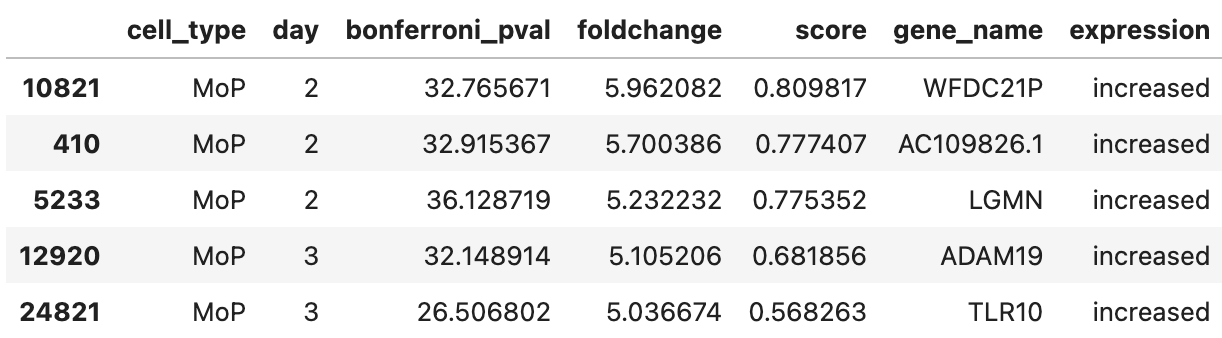 cell_type day bonferroni_pval foldchange score gene_name expression
10821 MoP 2 32.765671 5.962082 0.809817 WFDC21P increased
410 MoP 2 32.915367 5.700386 0.777407 AC109826.1 increased
5233 MoP 2 36.128719 5.232232 0.775352 LGMN increased
12920 MoP 3 32.148914 5.105206 0.681856 ADAM19 increased
24821 MoP 3 26.506802 5.036674 0.568263 TLR10 increased